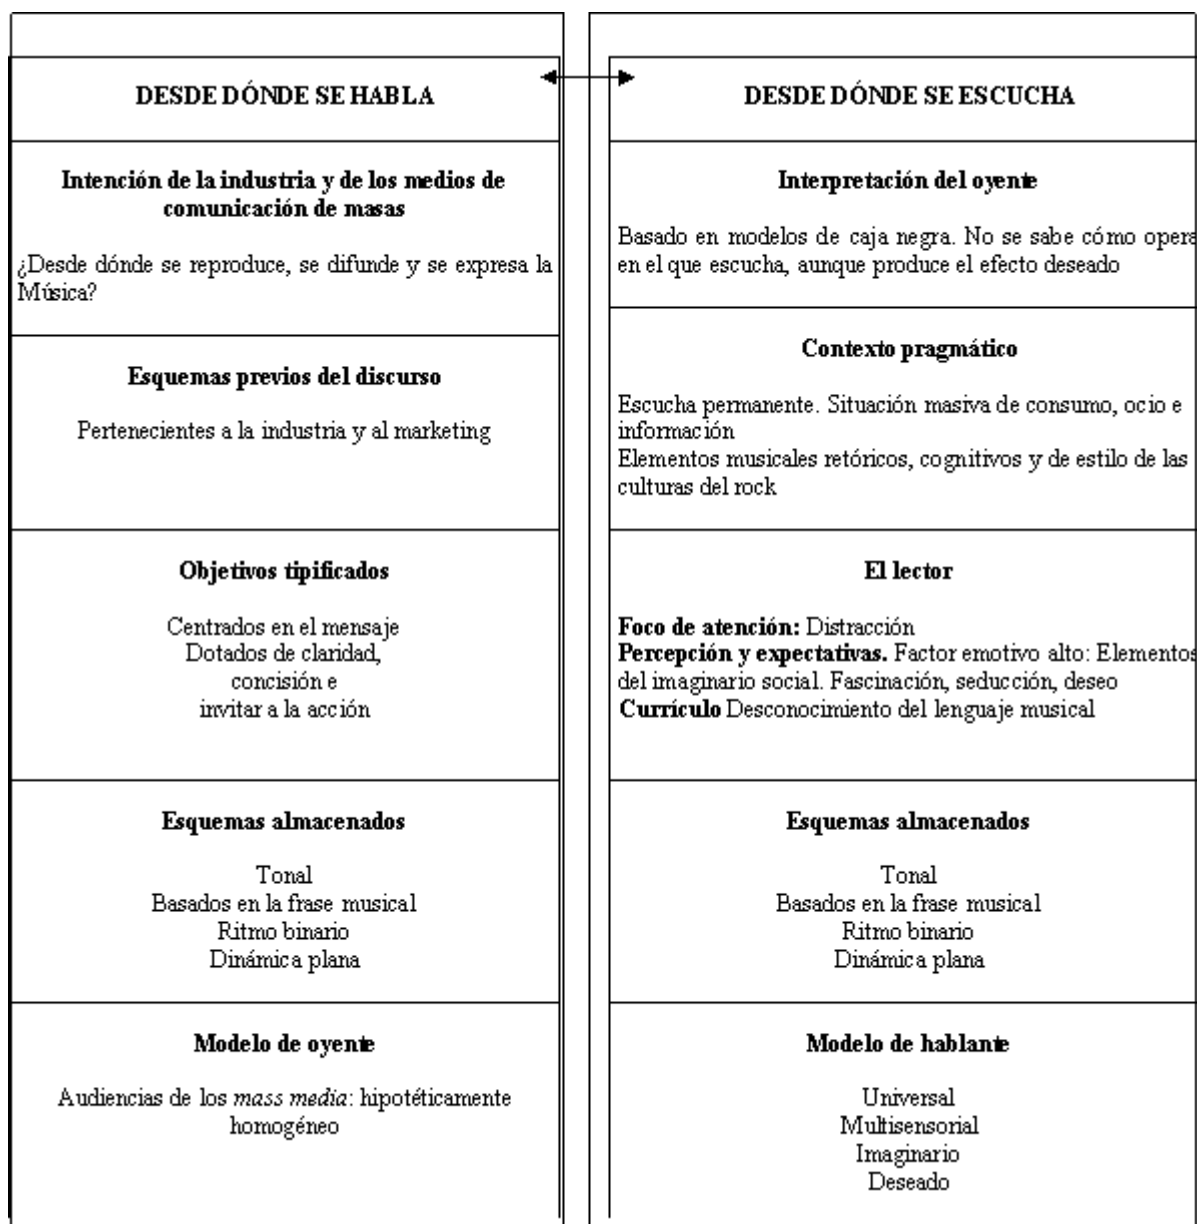 DESDE DÓNDE SE HABLA
Intención de la industria y de los medios de
comunicación de masas
¿Desde dónde se reproduce, se difunde y se expresa la
Música?
Esquemas previos del discurso
Pertenecientes a la industria y al marketing
Objetivos tipificados
Centrados en el mensaje
Dotados de claridad,
concisión e
invitar a la acción
Esquemas almacenados
Tonal
Basados en la frase musical
Ritmo binario
Dinámica plana
Modelo de oyente
Audiencias de los mass media: hipotéticamente
homogéneo
DESDE DÓNDE SE ESCUCHA
Interpretación del oyente
Basado en modelos de caja negra. No se sabe cómo opera
en el que escucha, aunque produce el efecto deseado
Contexto pragmático
Escucha permanente. Situación masiva de consumo, ocio e
información
Elementos musicales retóricos, cognitivos y de estilo de las
culturas del rock
El lector
Foco de atención: Distracción
Percepción y expectativas. Factor emotivo alto: Elementos
del imaginario social. Fascinación, seducción, deseo
Currículo Desconocimiento del lenguaje musical
Esquemas almacenados
Tonal
Basados en la frase musical
Ritmo binario
Dinámica plana
Modelo de hablante
Universal
Multisensorial
Imaginario
Deseado